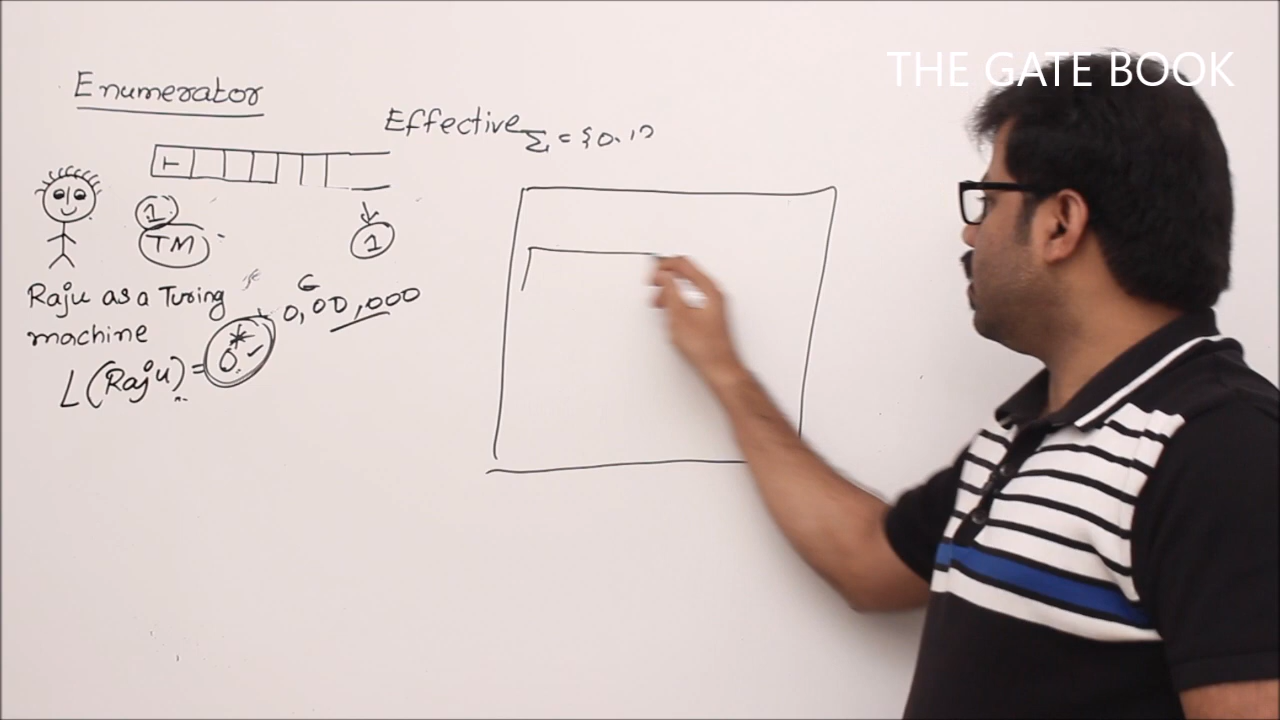 THE GATE BOOK
Enumerator
Effective
Σ = {0,1}
⊢
1
TM
1
Raju as a Turing
machine
ε
0, 00, 000
L(Raju) = 0*